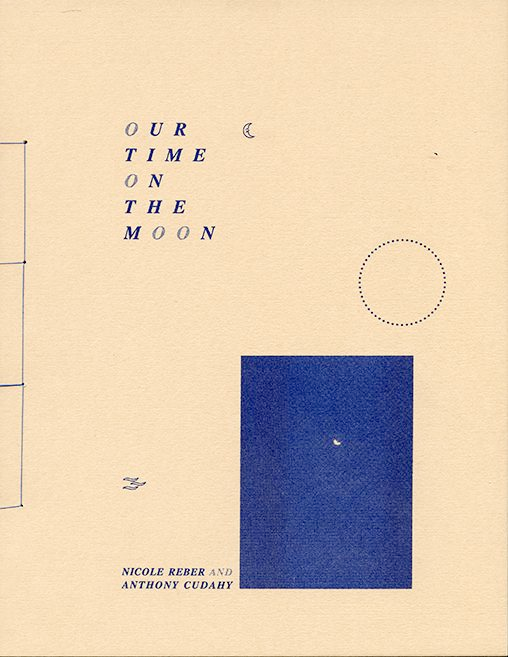 OUR
TIME
ON
THE
MOON
NICOLE REBER AND
ANTHONY CUDAHY